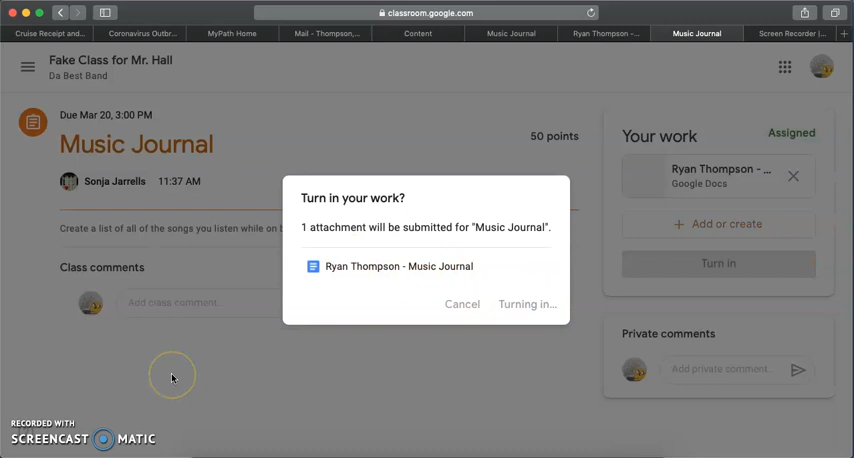 classroom.google.com
Cruise Receipt and...
Coronavirus Outbr...
MyPath Home
Mail - Thompson,...
Content
Music Journal
Ryan Thompson -...
Music Journal
Screen Recorder |...
Fake Class for Mr. Hall
Da Best Band
Due Mar 20, 3:00 PM
Music Journal
50 points
Sonja Jarrells 11:37 AM
Create a list of all of the songs you listen while on
Class comments
Add class comment..
Turn in your work?
1 attachment will be submitted for "Music Journal".
Ryan Thompson - Music Journal
Cancel
Turning in...
Your work
Assigned
Ryan Thompson - ...
Google Docs
+ Add or create
Turn in
Private comments
Add private comment..
RECORDED WITH
SCREENCAST MATIC